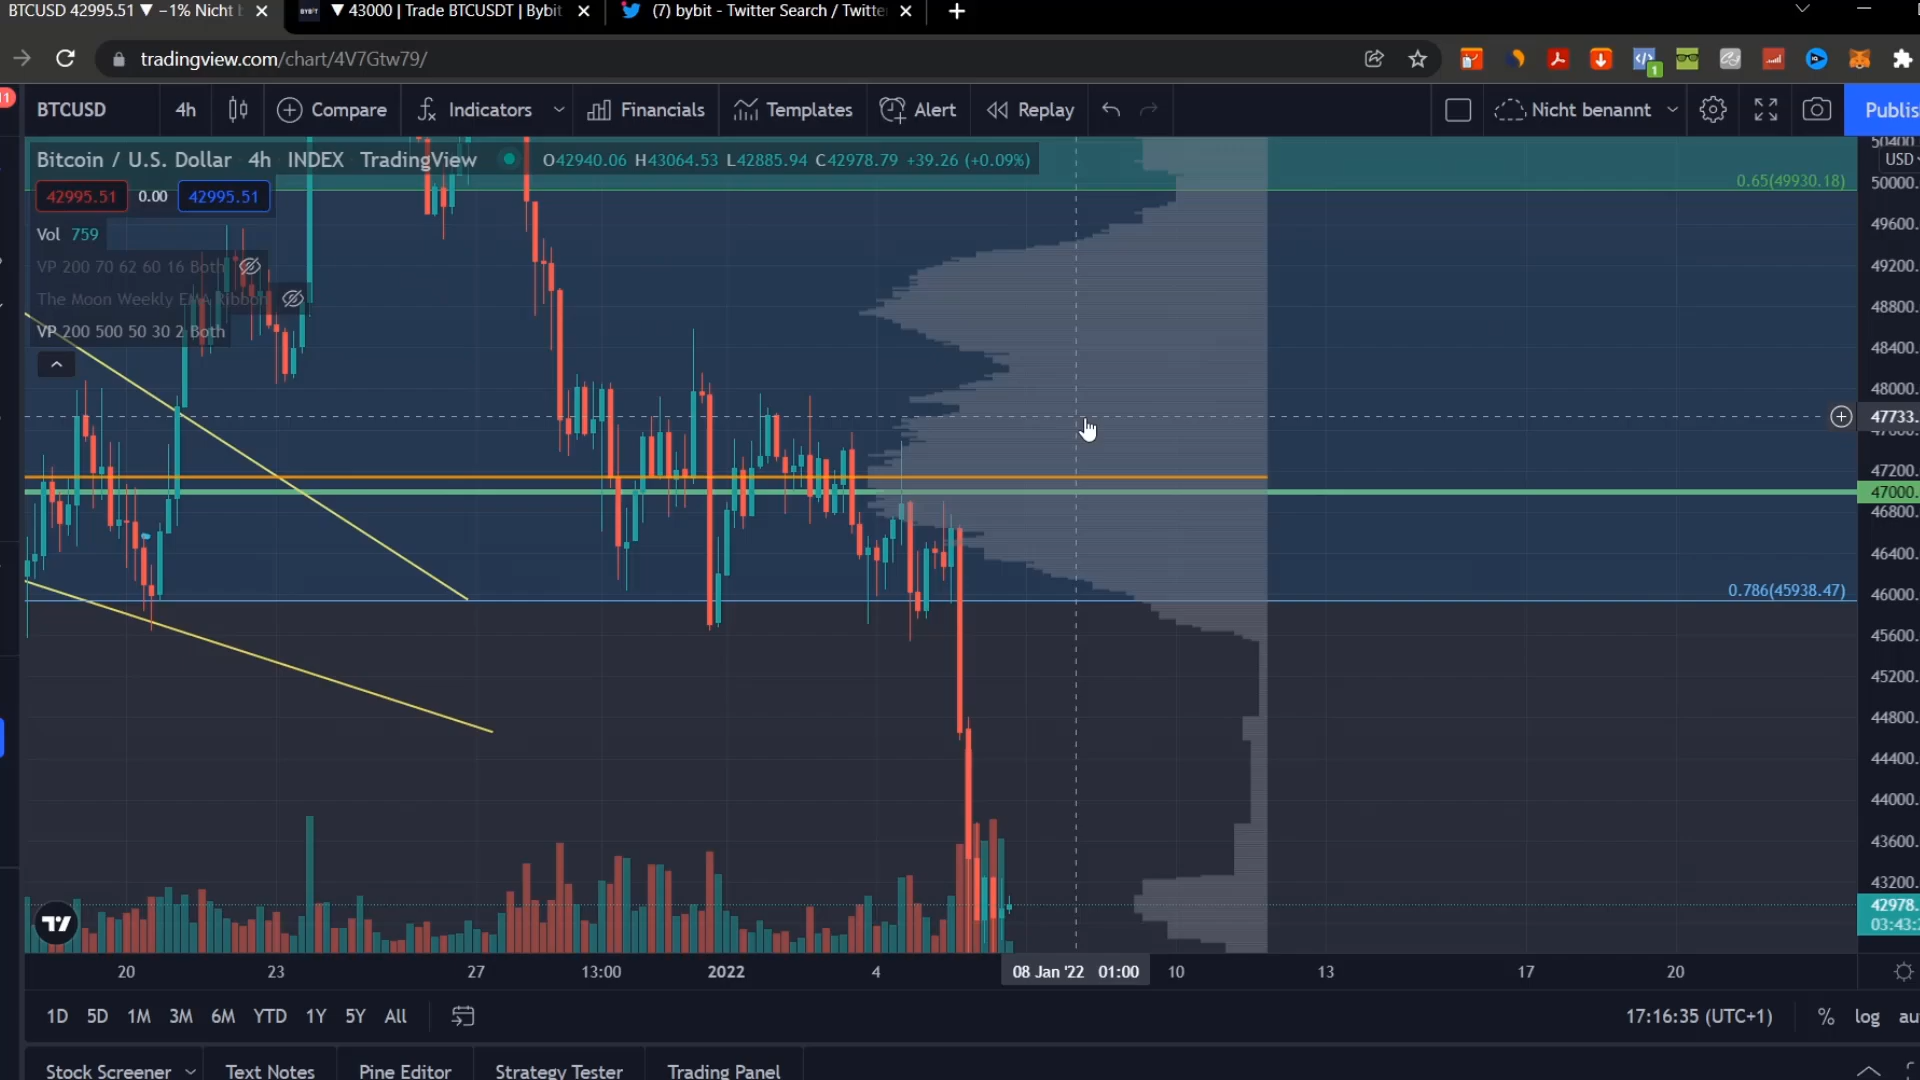 BTCUSD 42995.51 ▼ −1% Nicht
▼ 43000 | Trade BTCUSDT | Bybit
(7) bybit - Twitter Search / Twitte
tradingview.com/chart/4V7Gtw79/
1
11
BTCUSD 4h Compare Indicators Financials Templates Alert Replay Nicht benannt Publis
Bitcoin / U.S. Dollar 4h INDEX TradingView O42940.06 H43064.53 L42885.94 C42978.79 +39.26 (+0.09%)
42995.51 0.00 42995.51
Vol 759
VP 200 70 62 60 16 Both
The Moon Weekly EMA Ribbon
VP 200 500 50 30 2 Both
0.65(49930.18)
0.786(45938.47)
50400
USD
50000.
49600.
49200.
48800.
48400.
48000.
47733.
47200.
47000.
46800.
46400.
46000.
45600.
45200.
44800.
44400.
44000.
43600.
43200.
42978.
03:43:
20 23 27 13:00 2022 4 08 Jan '22 01:00 10 13 17 20
1D 5D 1M 3M 6M YTD 1Y 5Y All 17:16:35 (UTC+1) % log au
Stock Screener Text Notes Pine Editor Strategy Tester Trading Panel